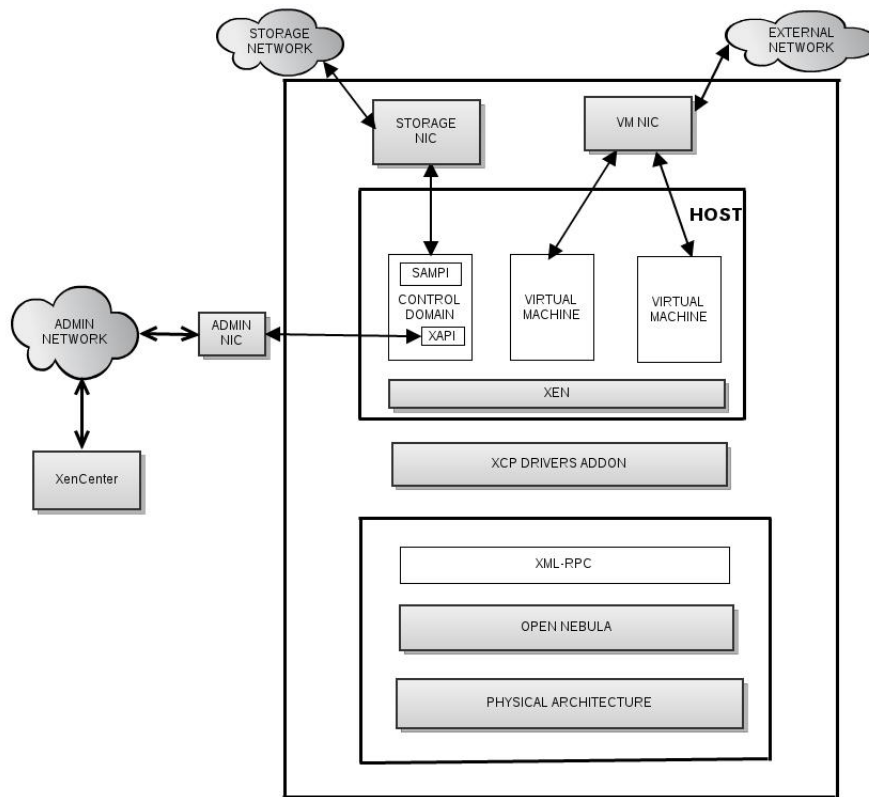 STORAGE
NETWORK
EXTERNAL
NETWORK
STORAGE
NIC
VM NIC
HOST
SAMPI
CONTROL
DOMAIN
XAPI
VIRTUAL
MACHINE
VIRTUAL
MACHINE
ADMIN
NETWORK
ADMIN
NIC
XEN
XenCenter
XCP DRIVERS ADDON
XML-RPC
OPEN NEBULA
PHYSICAL ARCHITECTURE